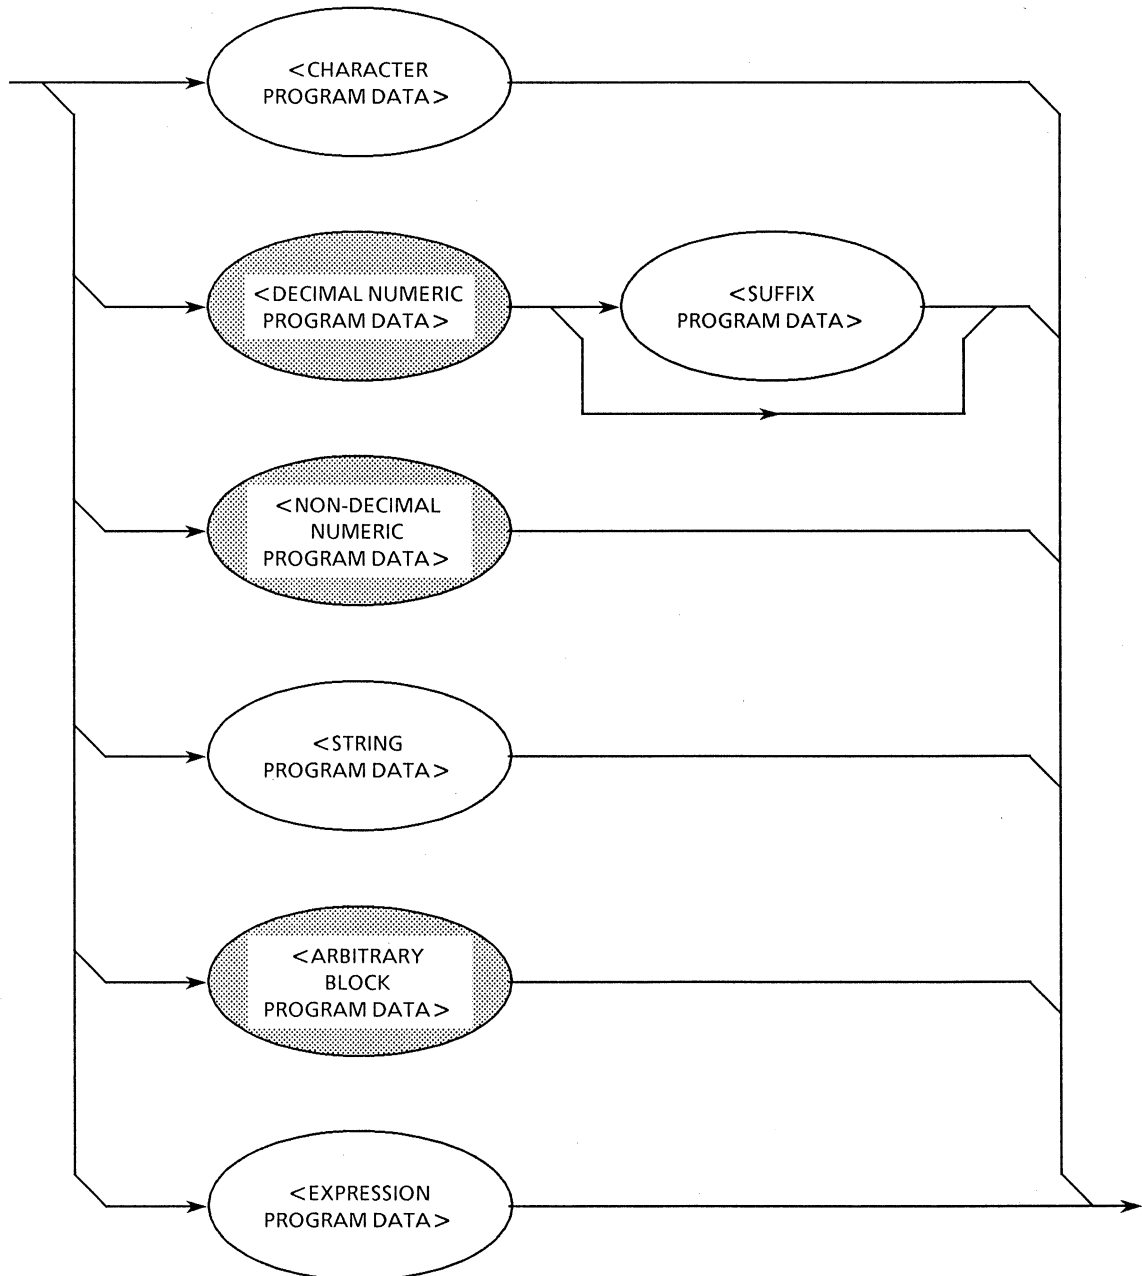 <CHARACTER
PROGRAM DATA>
<DECIMAL NUMERIC
PROGRAM DATA>
<SUFFIX
PROGRAM DATA>
<NON-DECIMAL
NUMERIC
PROGRAM DATA>
<STRING
PROGRAM DATA>
<ARBITRARY
BLOCK
PROGRAM DATA>
<EXPRESSION
PROGRAM DATA>